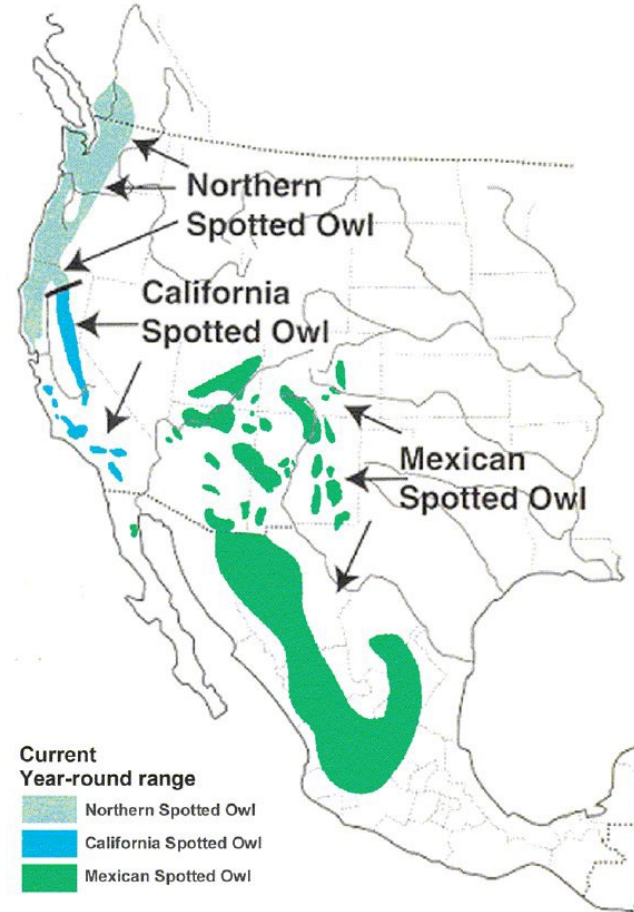 Northern
Spotted Owl
California
Spotted Owl
Mexican
Spotted Owl
Current
Year-round range
Northern Spotted Owl
California Spotted Owl
Mexican Spotted Owl